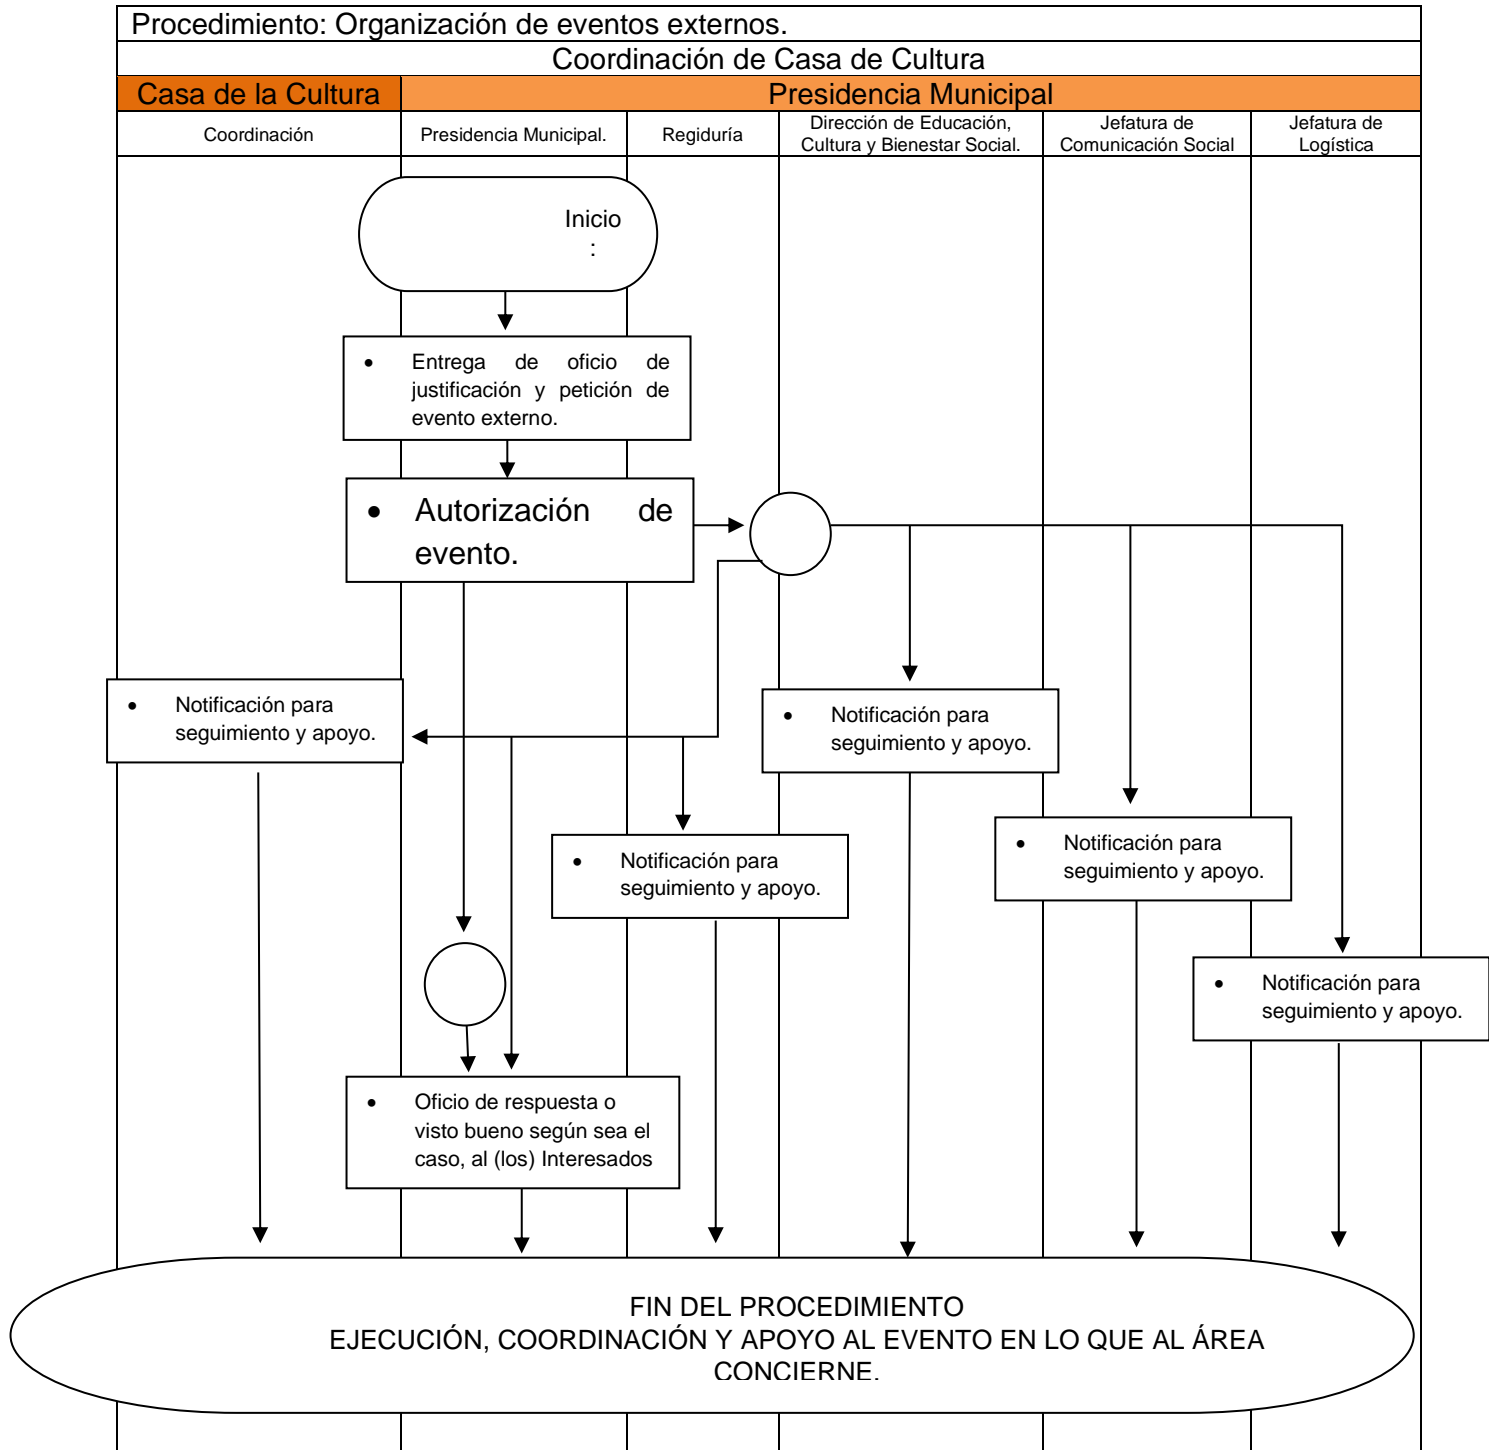 Procedimiento: Organización de eventos externos.
Coordinación de Casa de Cultura
Casa de la Cultura
Presidencia Municipal
Coordinación
Presidencia Municipal.
Regiduría
Dirección de Educación,
Cultura y Bienestar Social.
Jefatura de
Comunicación Social
Jefatura de
Logística
Inicio
:
• Entrega de oficio de
justificación y petición de
evento externo.
• Autorización de
evento.
• Notificación para
seguimiento y apoyo.
• Notificación para
seguimiento y apoyo.
• Notificación para
seguimiento y apoyo.
• Notificación para
seguimiento y apoyo.
• Notificación para
seguimiento y apoyo.
• Oficio de respuesta o
visto bueno según sea el
caso, al (los) Interesados
FIN DEL PROCEDIMIENTO
EJECUCIÓN, COORDINACIÓN Y APOYO AL EVENTO EN LO QUE AL ÁREA
CONCIERNE.